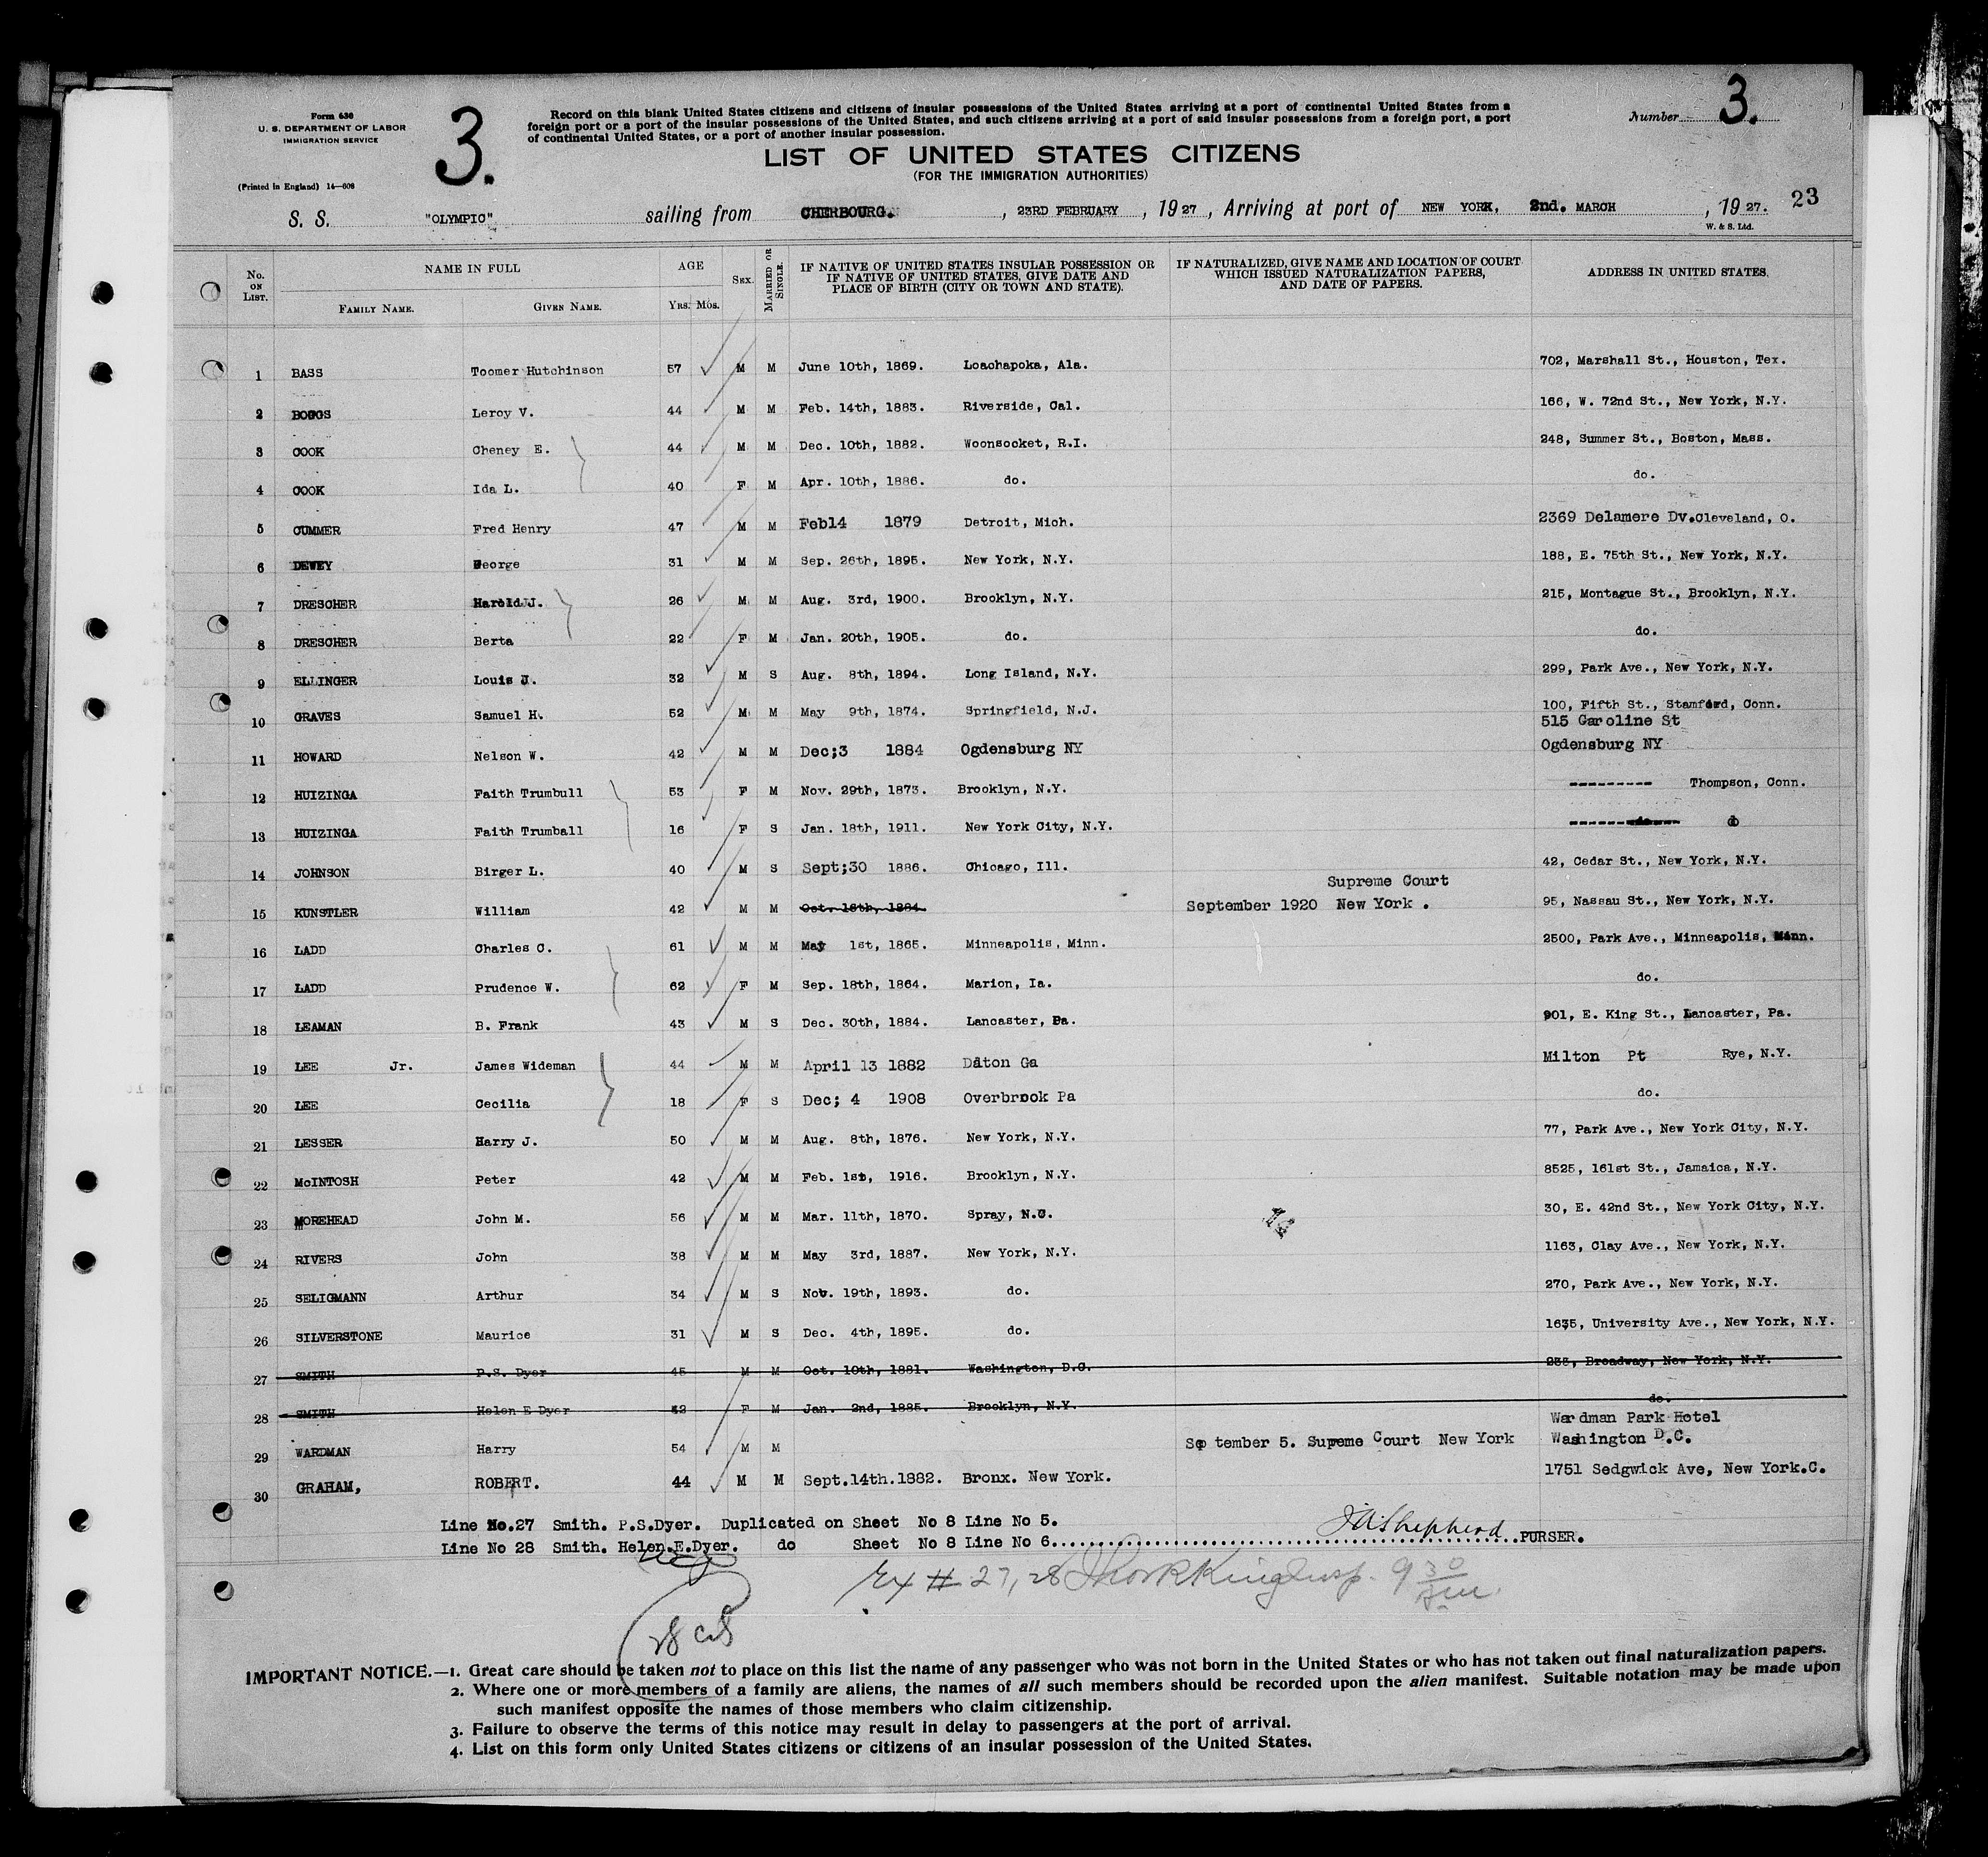 Form 630
U. S. DEPARTMENT OF LABOR
IMMIGRATION SERVICE
(Printed in England) 14—608
3.
Record on this blank United States citizens and citizens of insular possessions of the United States arriving at a port of continental United States from a
foreign port or a port of the insular possessions of the United States, and such citizens arriving at a port of said insular possessions from a foreign port, a port
of continental United States, or a port of another insular possession.
Number 3.
LIST OF UNITED STATES CITIZENS
(FOR THE IMMIGRATION AUTHORITIES)
S. S. "OLYMPIC" sailing from CHERBOURG. , 23RD FEBRUARY , 1927 , Arriving at port of NEW YORK, 2nd. MARCH , 1927. 23
W. & S. Ltd.
No. ON LIST. NAME IN FULL AGE SEX. MARRIED OR SINGLE. IF NATIVE OF UNITED STATES INSULAR POSSESSION OR IF NATIVE OF UNITED STATES, GIVE DATE AND PLACE OF BIRTH (CITY OR TOWN AND STATE). IF NATURALIZED, GIVE NAME AND LOCATION OF COURT WHICH ISSUED NATURALIZATION PAPERS, AND DATE OF PAPERS. ADDRESS IN UNITED STATES.
FAMILY NAME. GIVEN NAME. YRS. MOS.
1 BASS Toomer Hutchinson 57 M M June 10th, 1869. Loachapoka, Ala. 702, Marshall St., Houston, Tex.
2 BOGGS Leroy V. 44 M M Feb. 14th, 1883. Riverside, Cal. 166, W. 72nd St., New York, N.Y.
3 COOK Cheney E. 44 M M Dec. 10th, 1882. Woonsocket, R.I. 248, Summer St., Boston, Mass.
4 COOK Ida L. 40 F M Apr. 10th, 1886. do. do.
5 CUMMER Fred Henry 47 M M Feb14 1879 Detroit, Mich. 2369 Delamere Dv.Cleveland, O.
6 DEWEY George 31 M M Sep. 26th, 1895. New York, N.Y. 188, E. 75th St., New York, N.Y.
7 DRESCHER Harold J. 26 M M Aug. 3rd, 1900. Brooklyn, N.Y. 215, Montague St., Brooklyn, N.Y.
8 DRESCHER Berta 22 F M Jan. 20th, 1905. do. do.
9 ELLINGER Louis J. 32 M S Aug. 8th, 1894. Long Island, N.Y. 299, Park Ave., New York, N.Y.
10 GRAVES Samuel H. 52 M M May 9th, 1874. Springfield, N.J. 100, Fifth St., Stamford, Conn.
515 Caroline St
11 HOWARD Nelson W. 42 M M Dec;3 1884 Ogdensburg NY Ogdensburg NY
12 HUIZINGA Faith Trumbull 53 F M Nov. 29th, 1873. Brooklyn, N.Y. --------- Thompson, Conn.
13 HUIZINGA Faith Trumball 16 F S Jan. 18th, 1911. New York City, N.Y. --------- do
14 JOHNSON Birger L. 40 M S Sept;30 1886. Chicago, Ill. 42, Cedar St., New York, N.Y.
Supreme Court
15 KUNSTLER William 42 M M Oct. 18th, 1884. September 1920 New York . 95, Nassau St., New York, N.Y.
16 LADD Charles C. 61 M M May 1st, 1865. Minneapolis, Minn. 2500, Park Ave., Minneapolis, Minn.
17 LADD Prudence W. 62 F M Sep. 18th, 1864. Marion, Ia. do.
18 LEAMAN B. Frank 43 M S Dec. 30th, 1884. Lancaster, Pa. 901, E. King St., Lancaster, Pa.
19 LEE Jr. James Wideman 44 M M April 13 1882 Dalton Ga Milton Pt Rye, N.Y.
20 LEE Cecilia 18 F S Dec; 4 1908 Overbrook Pa do.
21 LESSER Harry J. 50 M M Aug. 8th, 1876. New York, N.Y. 77, Park Ave., New York City, N.Y.
22 McINTOSH Peter 42 M M Feb. 1st, 1916. Brooklyn, N.Y. 8525, 161st St., Jamaica, N.Y.
23 MOREHEAD John M. 56 M M Mar. 11th, 1870. Spray, N.C. 30, E. 42nd St., New York City, N.Y.
24 RIVERS John 38 M M May 3rd, 1887. New York, N.Y. 1163, Clay Ave., New York, N.Y.
25 SELIGMANN Arthur 34 M S Nov. 19th, 1893. do. 270, Park Ave., New York, N.Y.
26 SILVERSTONE Maurice 31 M S Dec. 4th, 1895. do. 1635, University Ave., New York, N.Y.
27 SMITH P.S. Dyer 45 M M Oct. 10th, 1881. Washington, D.C. 233, Broadway, New York, N.Y.
28 SMITH Helen E Dyer 42 F M Jan. 2nd, 1885. Brooklyn, N.Y. do.
Wardman Park Hotel
29 WARDMAN Harry 54 M M September 5. Supreme Court New York Washington D.C.
30 GRAHAM, ROBERT. 44 M M Sept.14th.1882. Bronx. New York. 1751 Sedgwick Ave, New York.C.
Line No.27 Smith. P.S.Dyer. Duplicated on Sheet No 8 Line No 5.
Line No 28 Smith. Helen.E.Dyer. do Sheet No 8 Line No 6. J A Shepherd PURSER.
Ex # 27, 28 King Insp. 9 30
28 US
IMPORTANT NOTICE.—1. Great care should be taken not to place on this list the name of any passenger who was not born in the United States or who has not taken out final naturalization papers.
2. Where one or more members of a family are aliens, the names of all such members should be recorded upon the alien manifest. Suitable notation may be made upon
such manifest opposite the names of those members who claim citizenship.
3. Failure to observe the terms of this notice may result in delay to passengers at the port of arrival.
4. List on this form only United States citizens or citizens of an insular possession of the United States.